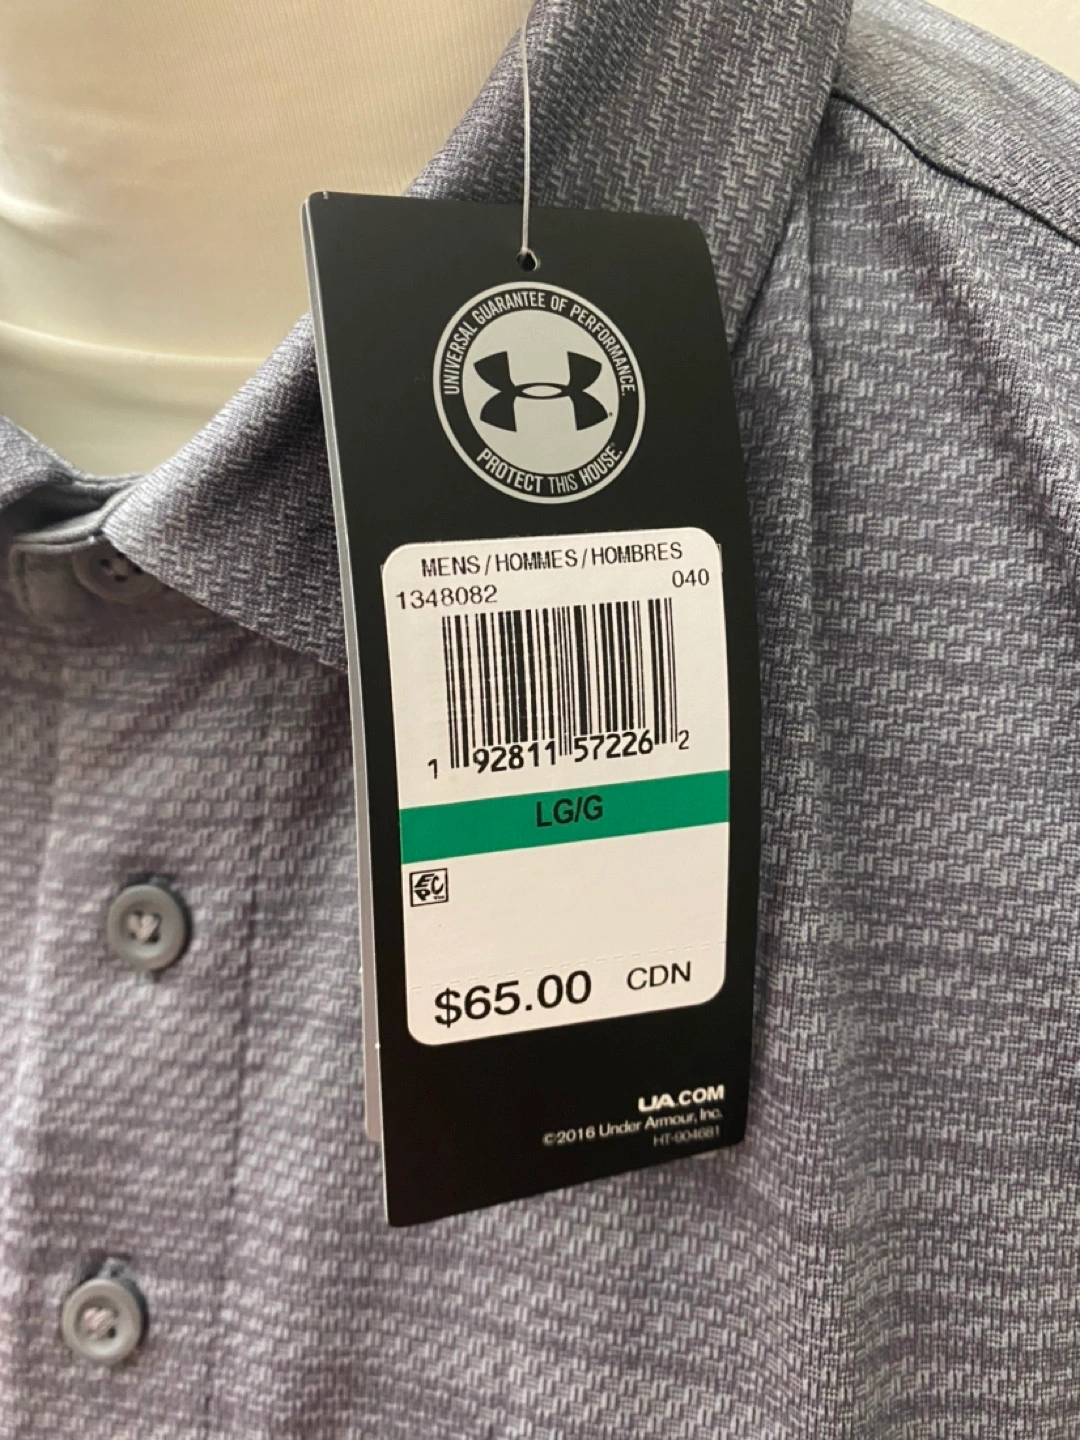 UNIVERSAL GUARANTEE OF PERFORMANCE.
PROTECT THIS HOUSE.
MENS / HOMMES / HOMBRES
1348082 040
1 92811 57226 2
LG/G
EPC
$65.00 CDN
UA.COM
©2016 Under Armour, Inc.
HT-904681